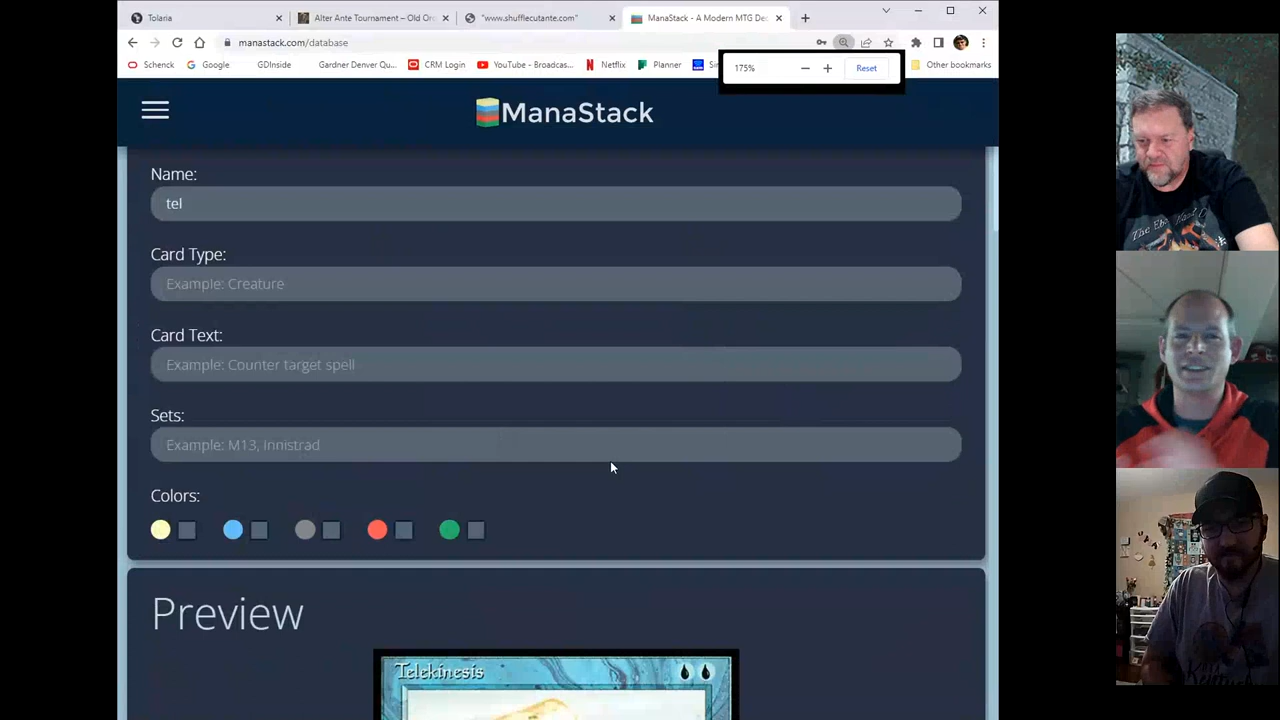 Tolaria
Alter Ante Tournament – Old Or
"www.shufflecutante.com"
ManaStack - A Modern MTG De
manastack.com/database
Schenck
Google
GDInside
Gardner Denver Qu...
CRM Login
YouTube - Broadcas...
Netflix
Planner
Other bookmarks
175%
Reset
ManaStack
Name:
tel
Card Type:
Example: Creature
Card Text:
Example: Counter target spell
Sets:
Example: M13, Innistrad
Colors:
Preview
Telekinesis